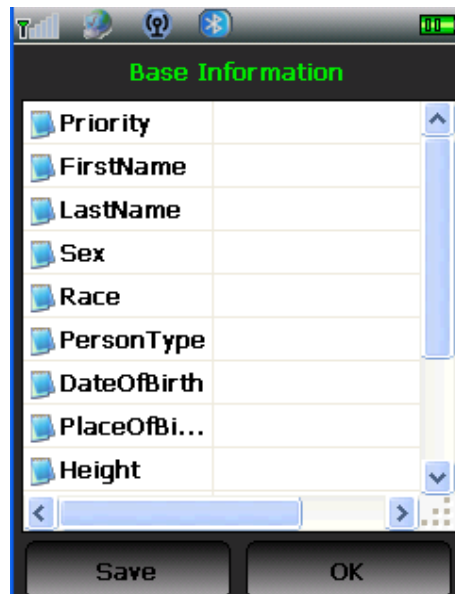 Base Information
Priority
FirstName
LastName
Sex
Race
PersonType
DateOfBirth
PlaceOfBi...
Height
Save OK